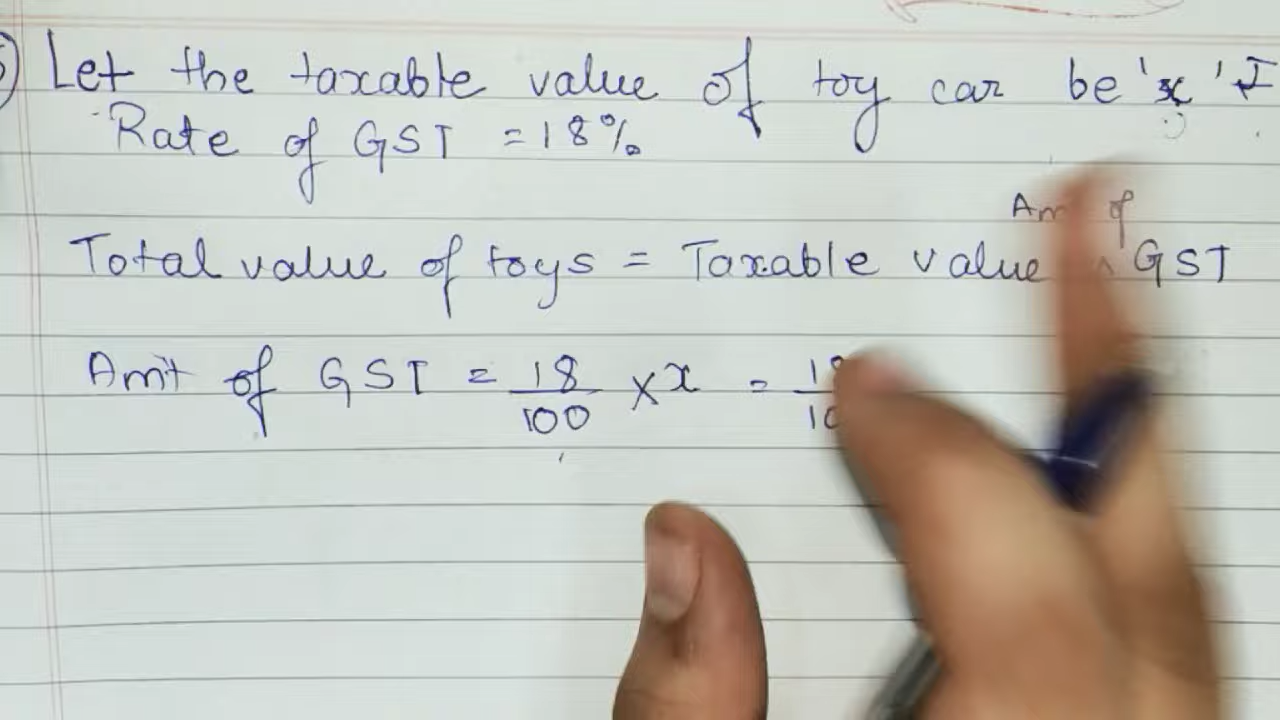 Let the taxable value of toy car be 'x' ₹
Rate of GST = 18%
of
Total value of toys = Taxable value GST
Amt of GST = 18/100 × x =